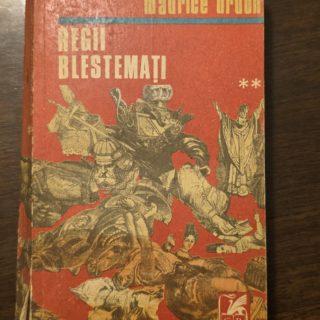 maurice druon
REGII
BLESTEMAȚI
**